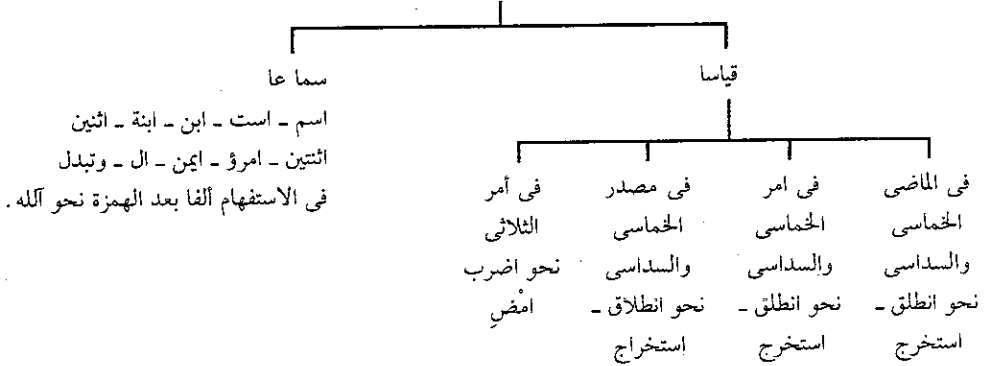 قياسا
فى الماضى
الخماسى
والسداسى
نحو انطلق ـ
استخرج
فى امر
الخماسى
والسداسى
نحو انطلق ـ
استخرج
فى مصدر
الخماسى
والسداسى
نحو انطلاق ـ
استخراج
فى أمر
الثلاثى
نحو اضرب
امْضِ
سما عا
اسم ـ است ـ ابن ـ ابنة ـ اثنين
اثنتين ـ امرؤ ـ ايمن ـ ال ـ وتبدل
فى الاستفهام ألفا بعد الهمزة نحو آلله .